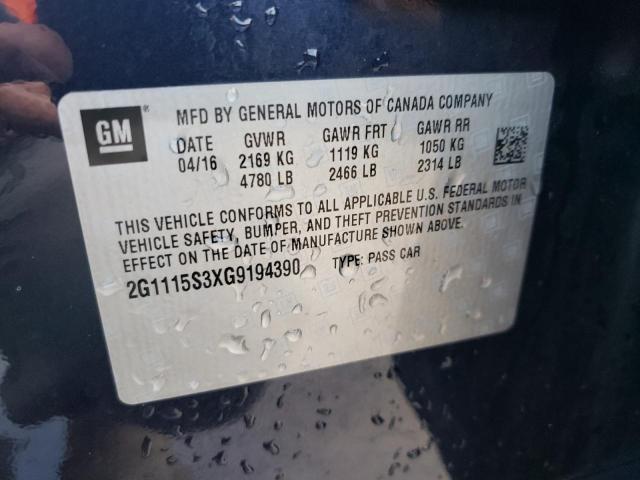 GM
MFD BY GENERAL MOTORS OF CANADA COMPANY
DATE GVWR GAWR FRT GAWR RR
04/16 2169 KG 1119 KG 1050 KG
4780 LB 2466 LB 2314 LB
THIS VEHICLE CONFORMS TO ALL APPLICABLE U.S. FEDERAL MOTOR
VEHICLE SAFETY, BUMPER, AND THEFT PREVENTION STANDARDS IN
EFFECT ON THE DATE OF MANUFACTURE SHOWN ABOVE.
2G1115S3XG9194390 TYPE: PASS CAR